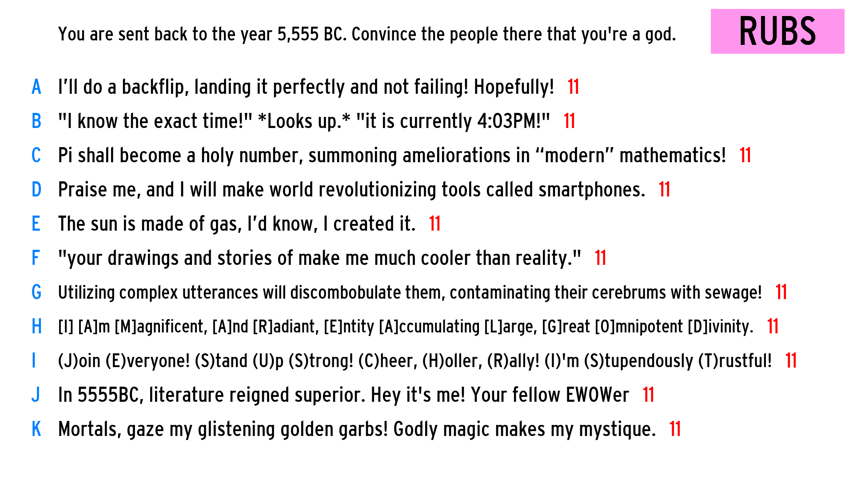 You are sent back to the year 5,555 BC. Convince the people there that you're a god.
RUBS
A I'll do a backflip, landing it perfectly and not failing! Hopefully! 11
B "I know the exact time!" *Looks up.* "it is currently 4:03PM!" 11
C Pi shall become a holy number, summoning ameliorations in “modern” mathematics! 11
D Praise me, and I will make world revolutionizing tools called smartphones. 11
E The sun is made of gas, I'd know, I created it. 11
F "your drawings and stories of make me much cooler than reality." 11
G Utilizing complex utterances will discombobulate them, contaminating their cerebrums with sewage! 11
H [I] [A]m [M]agnificent, [A]nd [R]adiant, [E]ntity [A]ccumulating [L]arge, [G]reat [O]mnipotent [D]ivinity. 11
I (J)oin (E)veryone! (S)tand (U)p (S)trong! (C)heer, (H)oller, (R)ally! (I)'m (S)tupendously (T)rustful! 11
J In 5555BC, literature reigned superior. Hey it's me! Your fellow EWOWer 11
K Mortals, gaze my glistening golden garbs! Godly magic makes my mystique. 11